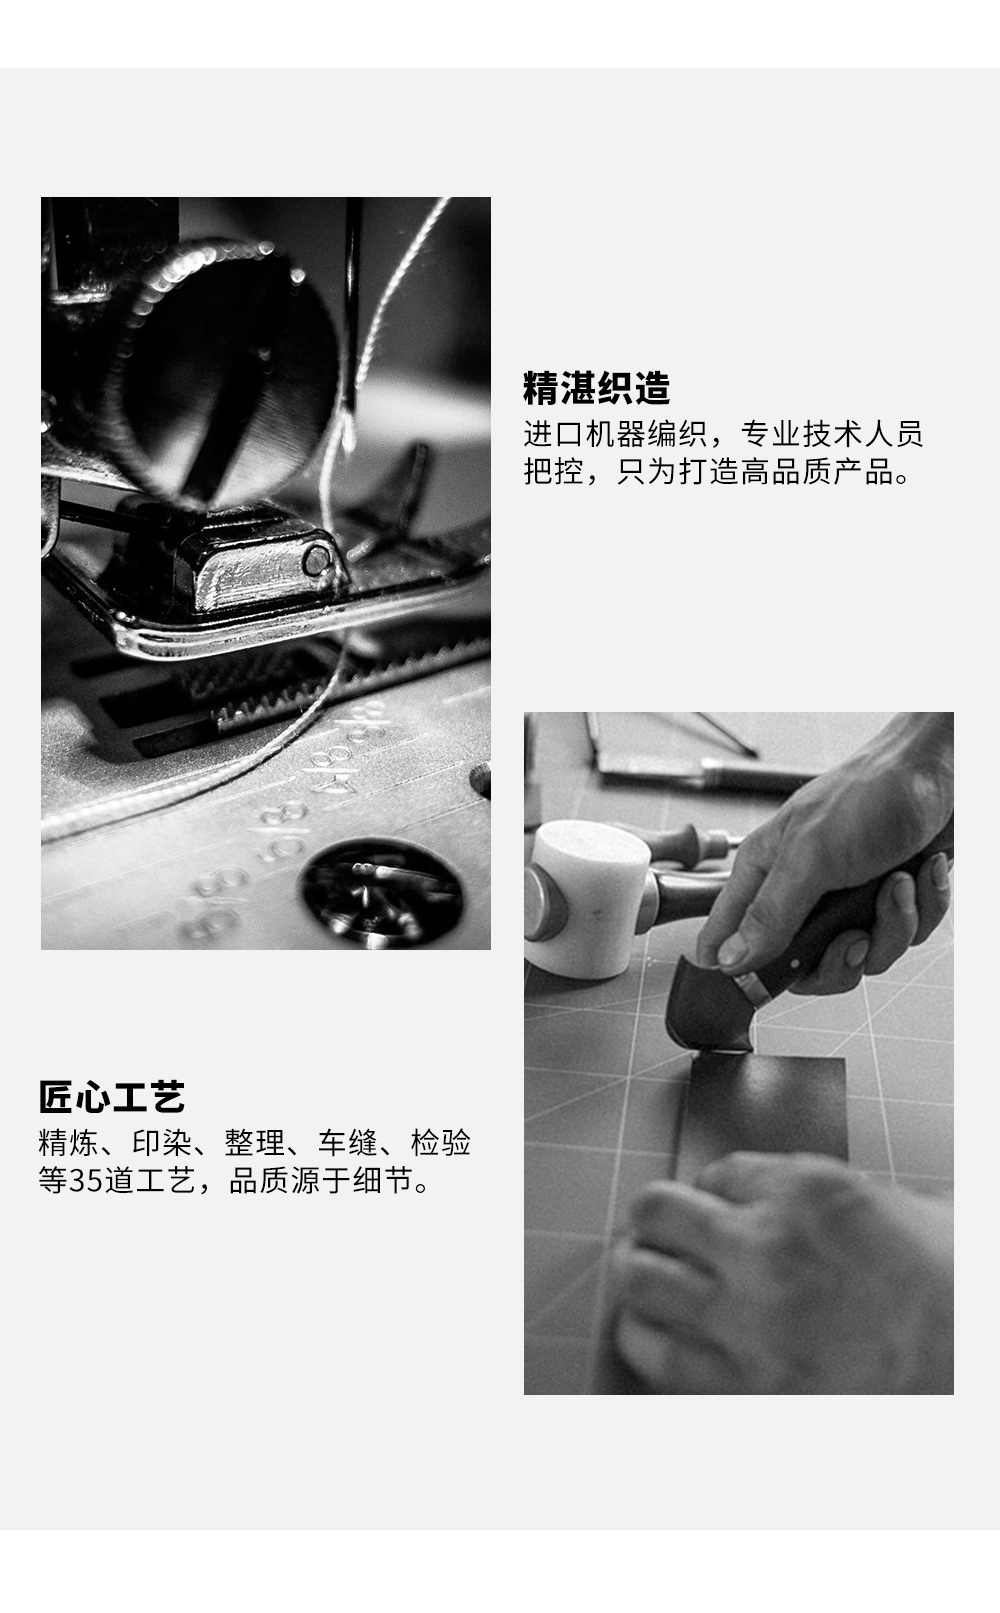 精湛织造
进口机器编织，专业技术人员
把控，只为打造高品质产品。
匠心工艺
精炼、印染、整理、车缝、检验
等35道工艺，品质源于细节。